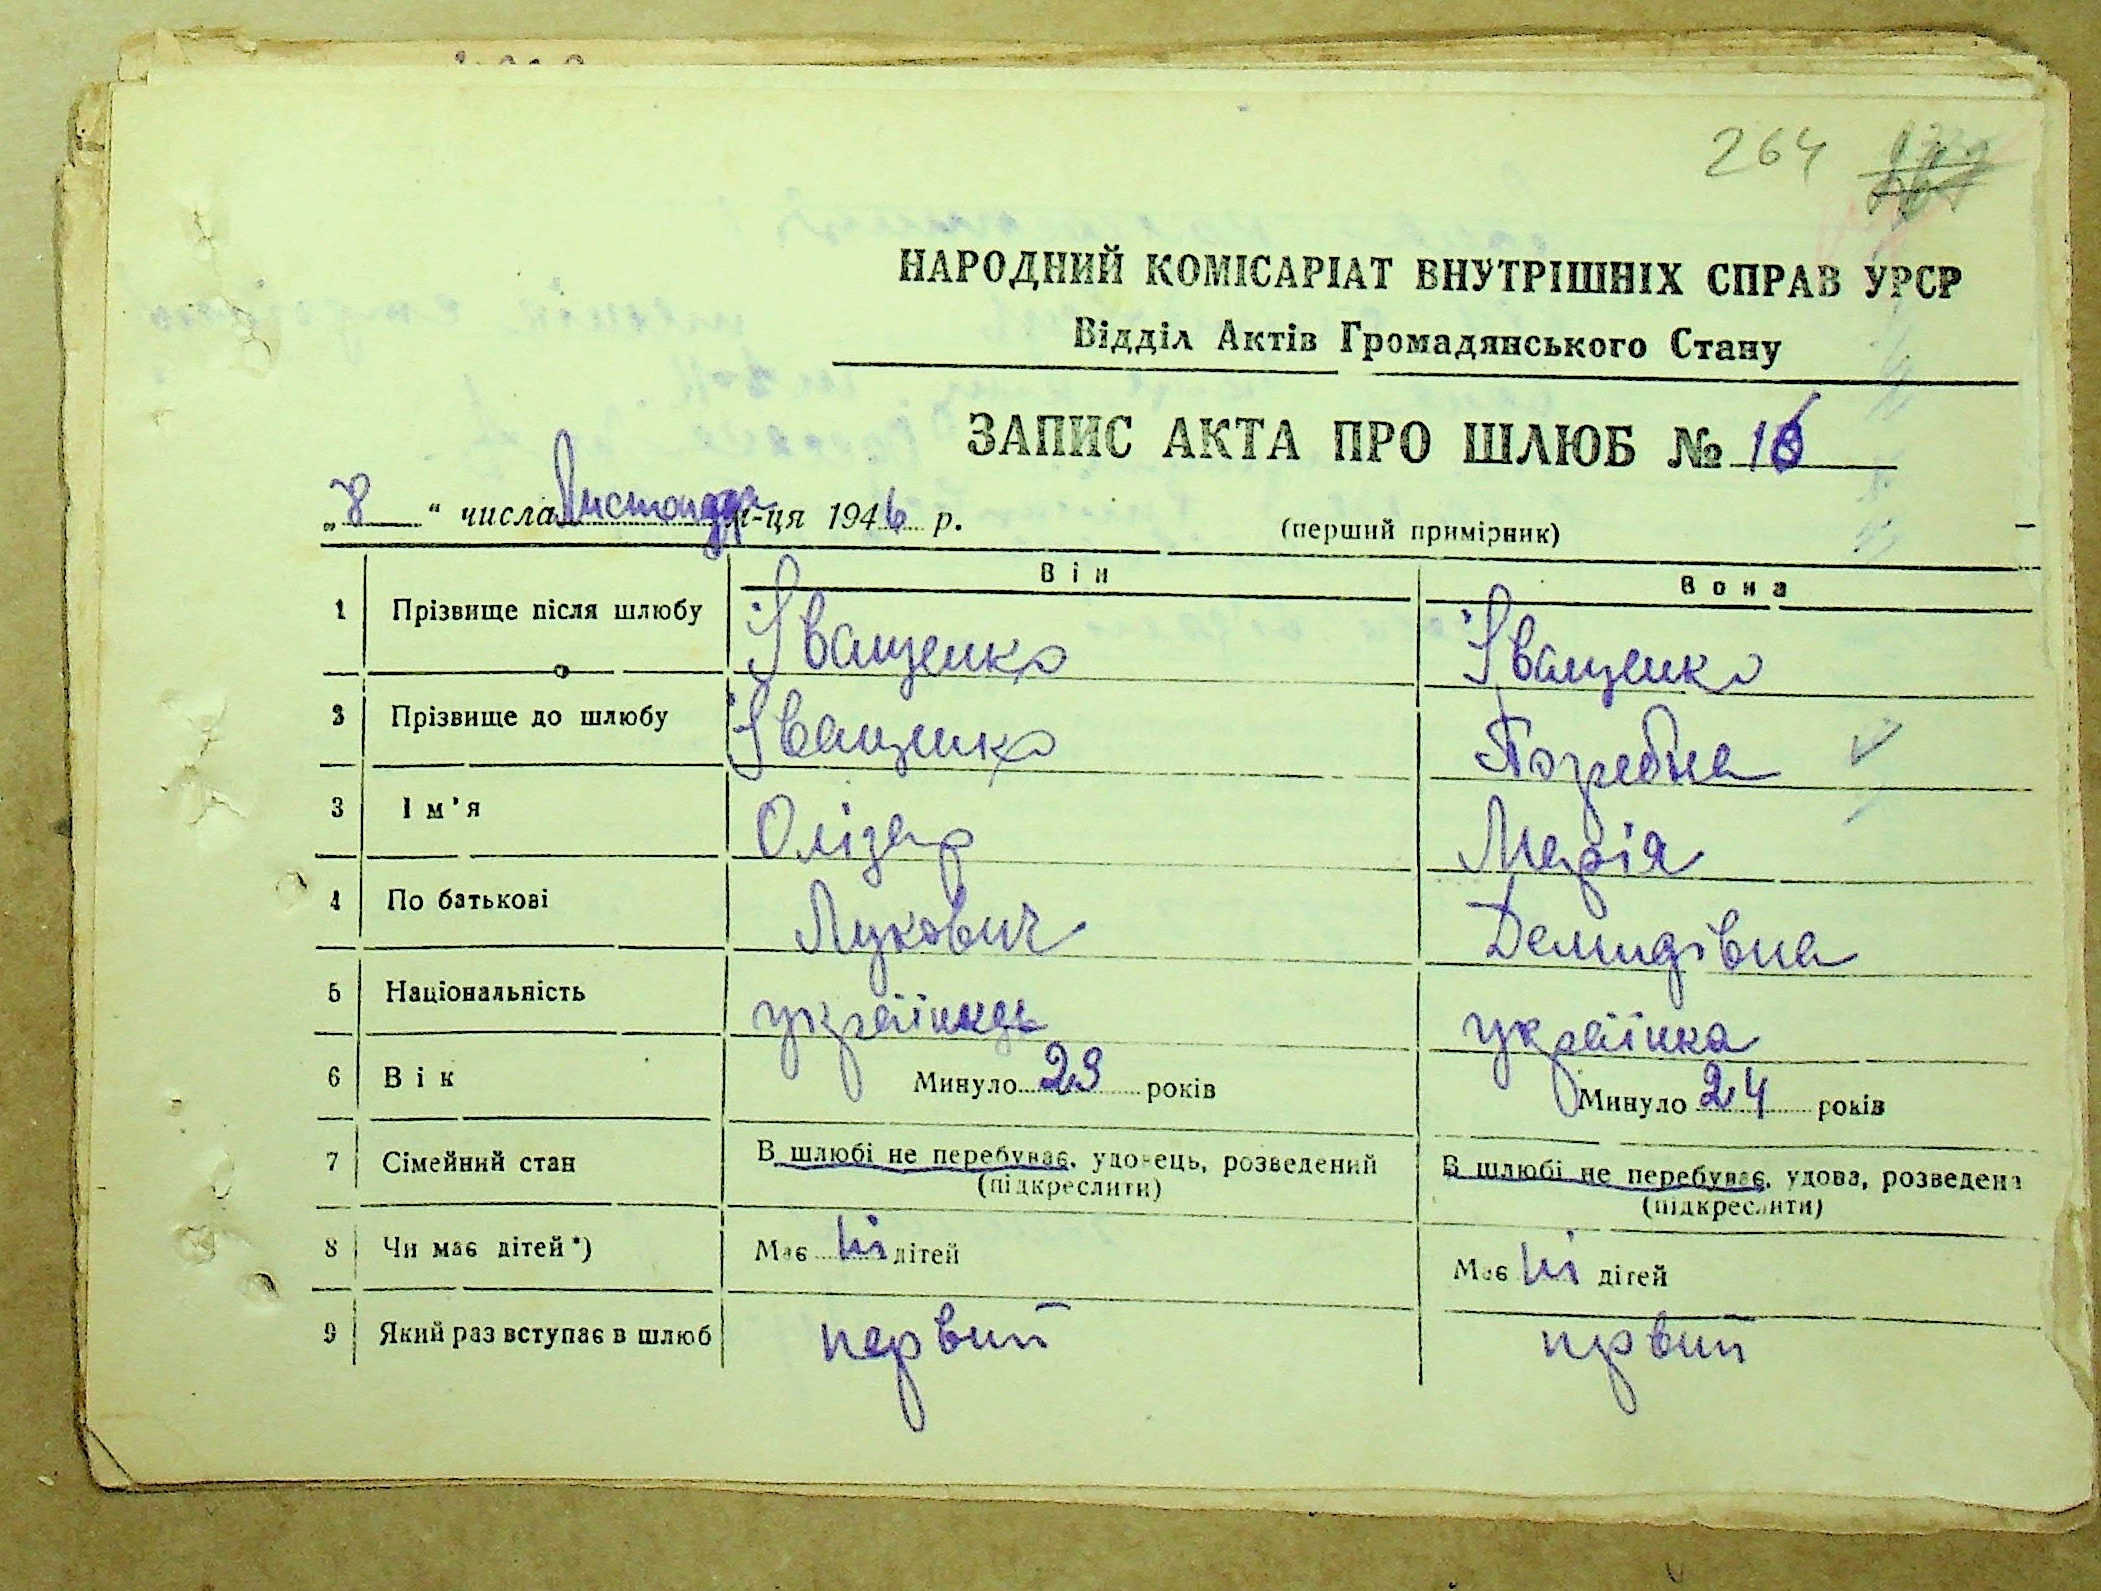 264
НАРОДНИЙ КОМІСАРІАТ ВНУТРІШНІХ СПРАВ УРСР
Відділ Актів Громадянського Стану
ЗАПИС АКТА ПРО ШЛЮБ № 16
„8“ числа Листопада м-ця 1946 р. (перший примірник)
Він Вона
1 Прізвище після шлюбу Іващенко Іващенко
2 Прізвище до шлюбу Іващенко Погребна
3 Ім'я Олізар Марія
4 По батькові Лукович Демидівна
5 Національність українець українка
6 Вік Минуло 23 років Минуло 24 років
7 Сімейний стан В шлюбі не перебуває, удовець, розведений В шлюбі не перебуває, удова, розведена
(підкреслити) (підкреслити)
8 Чи має дітей*) Має ні дітей Має ні дітей
9 Який раз вступає в шлюб первий первий